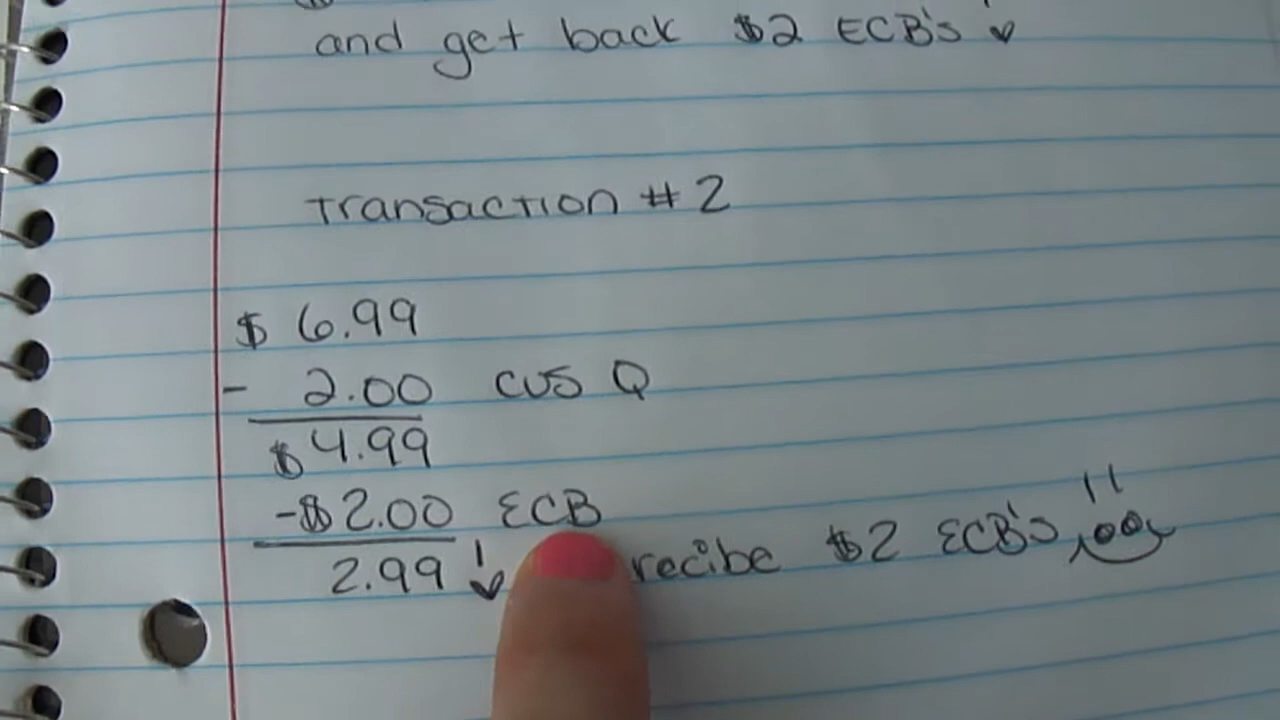 and get back $2 ECB's
Transaction #2
$ 6.99
- 2.00 CVS Q
$4.99
-$2.00 ECB
2.99 ! recibe $2 ECB's